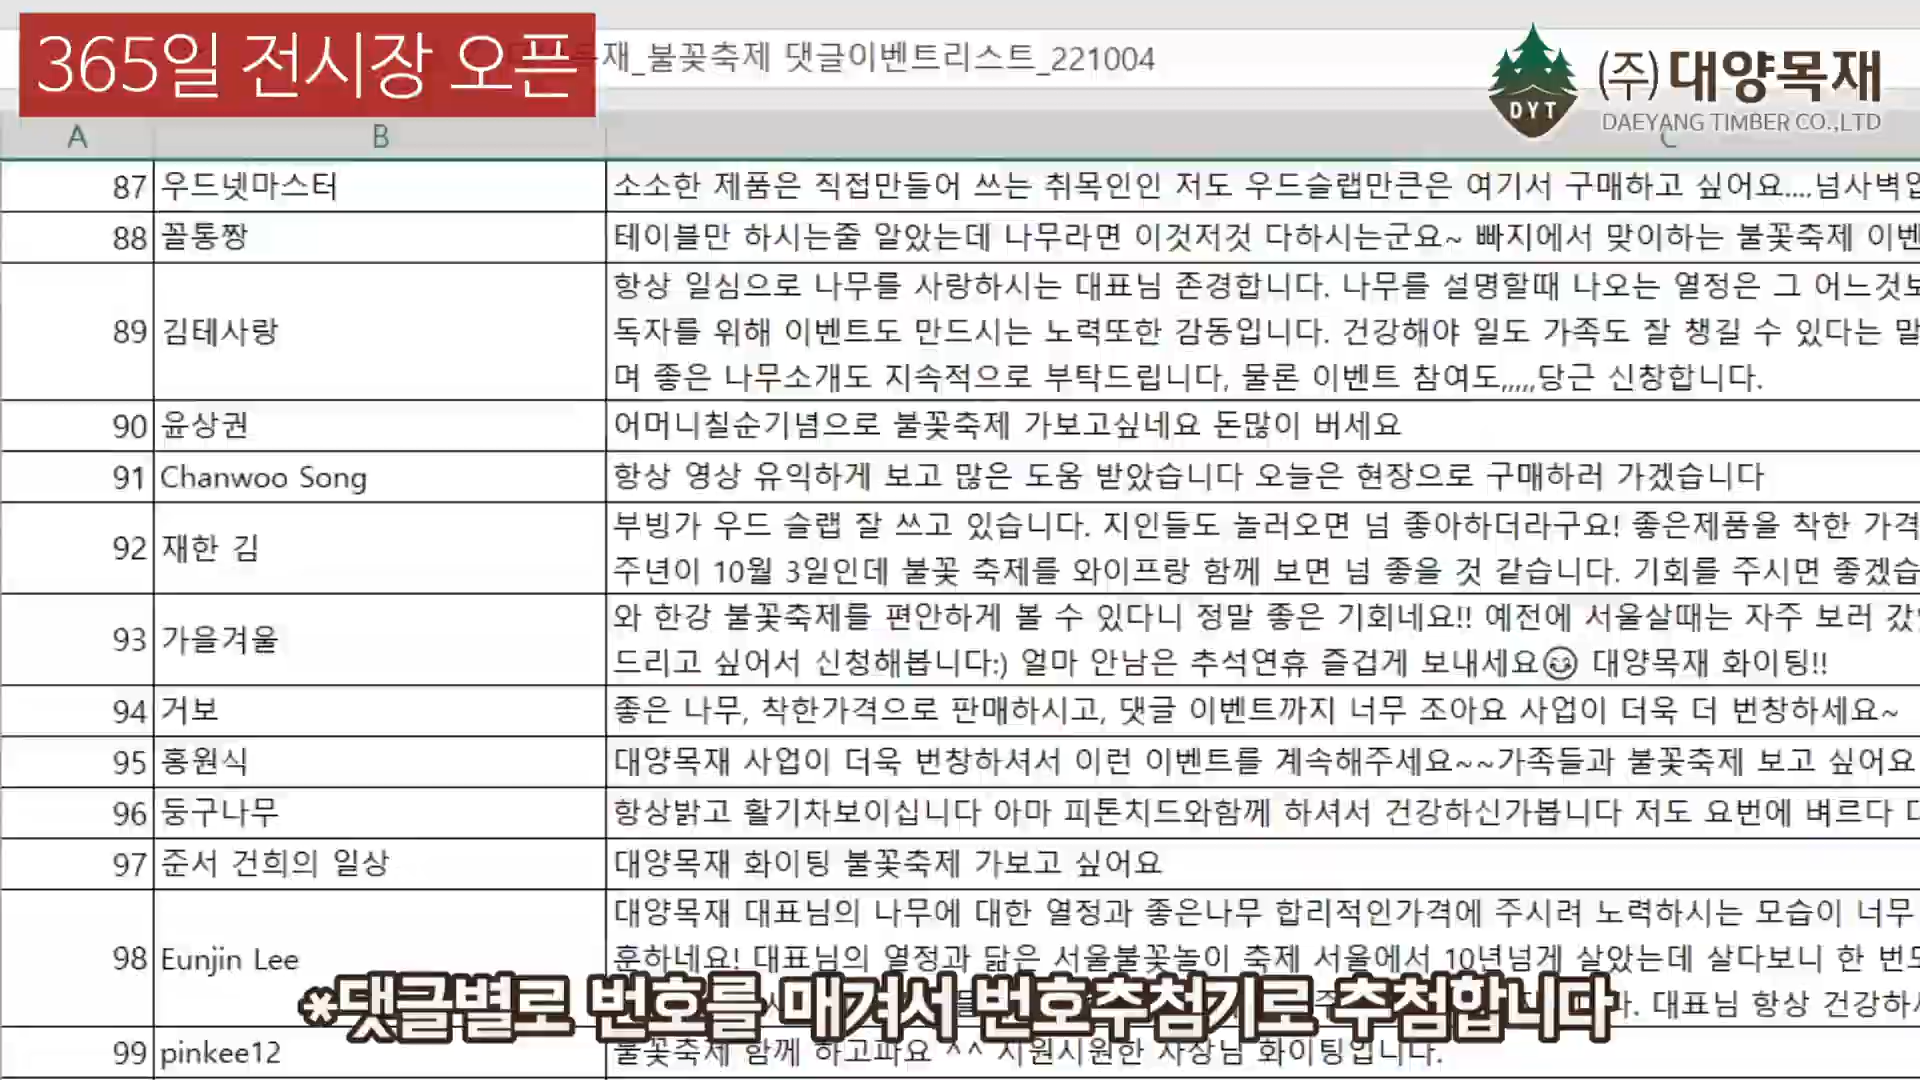 365일 전시장 오픈
재_불꽃축제 댓글이벤트리스트_221004
DYT
(주)대양목재
DAEYANG TIMBER CO.,LTD
A B C
87 우드넷마스터 소소한 제품은 직접만들어 쓰는 취목인인 저도 우드슬랩만큼은 여기서 구매하고 싶어요....넘사벽입
88 꼴통짱 테이블만 하시는줄 알았는데 나무라면 이것저것 다하시는군요~ 빠지에서 맞이하는 불꽃축제 이벤
89 김테사랑 항상 일심으로 나무를 사랑하시는 대표님 존경합니다. 나무를 설명할때 나오는 열정은 그 어느것보
독자를 위해 이벤트도 만드시는 노력또한 감동입니다. 건강해야 일도 가족도 잘 챙길 수 있다는 말
며 좋은 나무소개도 지속적으로 부탁드립니다, 물론 이벤트 참여도,,,,,당근 신창합니다.
90 윤상권 어머니칠순기념으로 불꽃축제 가보고싶네요 돈많이 버세요
91 Chanwoo Song 항상 영상 유익하게 보고 많은 도움 받았습니다 오늘은 현장으로 구매하러 가겠습니다
92 재한 김 부빙가 우드 슬랩 잘 쓰고 있습니다. 지인들도 놀러오면 넘 좋아하더라구요! 좋은제품을 착한 가격
주년이 10월 3일인데 불꽃 축제를 와이프랑 함께 보면 넘 좋을 것 같습니다. 기회를 주시면 좋겠습
93 가을겨울 와 한강 불꽃축제를 편안하게 볼 수 있다니 정말 좋은 기회네요!! 예전에 서울살때는 자주 보러 갔
드리고 싶어서 신청해봅니다:) 얼마 안남은 추석연휴 즐겁게 보내세요😊 대양목재 화이팅!!
94 거보 좋은 나무, 착한가격으로 판매하시고, 댓글 이벤트까지 너무 조아요 사업이 더욱 더 번창하세요~
95 홍원식 대양목재 사업이 더욱 번창하셔서 이런 이벤트를 계속해주세요~~가족들과 불꽃축제 보고 싶어요
96 둥구나무 항상밝고 활기차보이십니다 아마 피톤치드와함께 하셔서 건강하신가봅니다 저도 요번에 벼르다
97 준서 건희의 일상 대양목재 화이팅 불꽃축제 가보고 싶어요
98 Eunjin Lee 대양목재 대표님의 나무에 대한 열정과 좋은나무 합리적인가격에 주시려 노력하시는 모습이 너무
훈하네요! 대표님의 열정과 닮은 서울불꽃놀이 축제 서울에서 10년넘게 살았는데 살다보니 한 번도
대표님 항상 건강하시
*댓글별로 번호를 매겨서 번호추첨기로 추첨합니다
99 pinkee12 불꽃축제 함께 하고파요 ^^ 시원시원한 사장님 화이팅입니다.